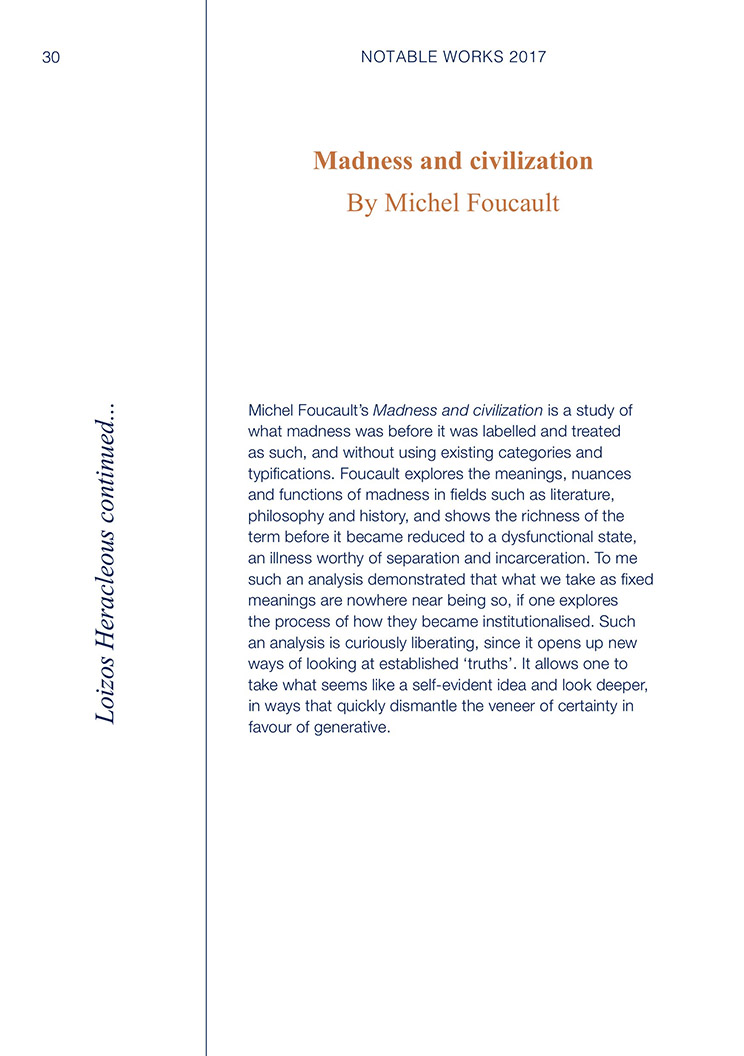 30
NOTABLE WORKS 2017
Madness and civilization
By Michel Foucault
Loizos Heracleous continued...
Michel Foucault’s Madness and civilization is a study of
what madness was before it was labelled and treated
as such, and without using existing categories and
typifications. Foucault explores the meanings, nuances
and functions of madness in fields such as literature,
philosophy and history, and shows the richness of the
term before it became reduced to a dysfunctional state,
an illness worthy of separation and incarceration. To me
such an analysis demonstrated that what we take as fixed
meanings are nowhere near being so, if one explores
the process of how they became institutionalised. Such
an analysis is curiously liberating, since it opens up new
ways of looking at established ‘truths’. It allows one to
take what seems like a self-evident idea and look deeper,
in ways that quickly dismantle the veneer of certainty in
favour of generative.